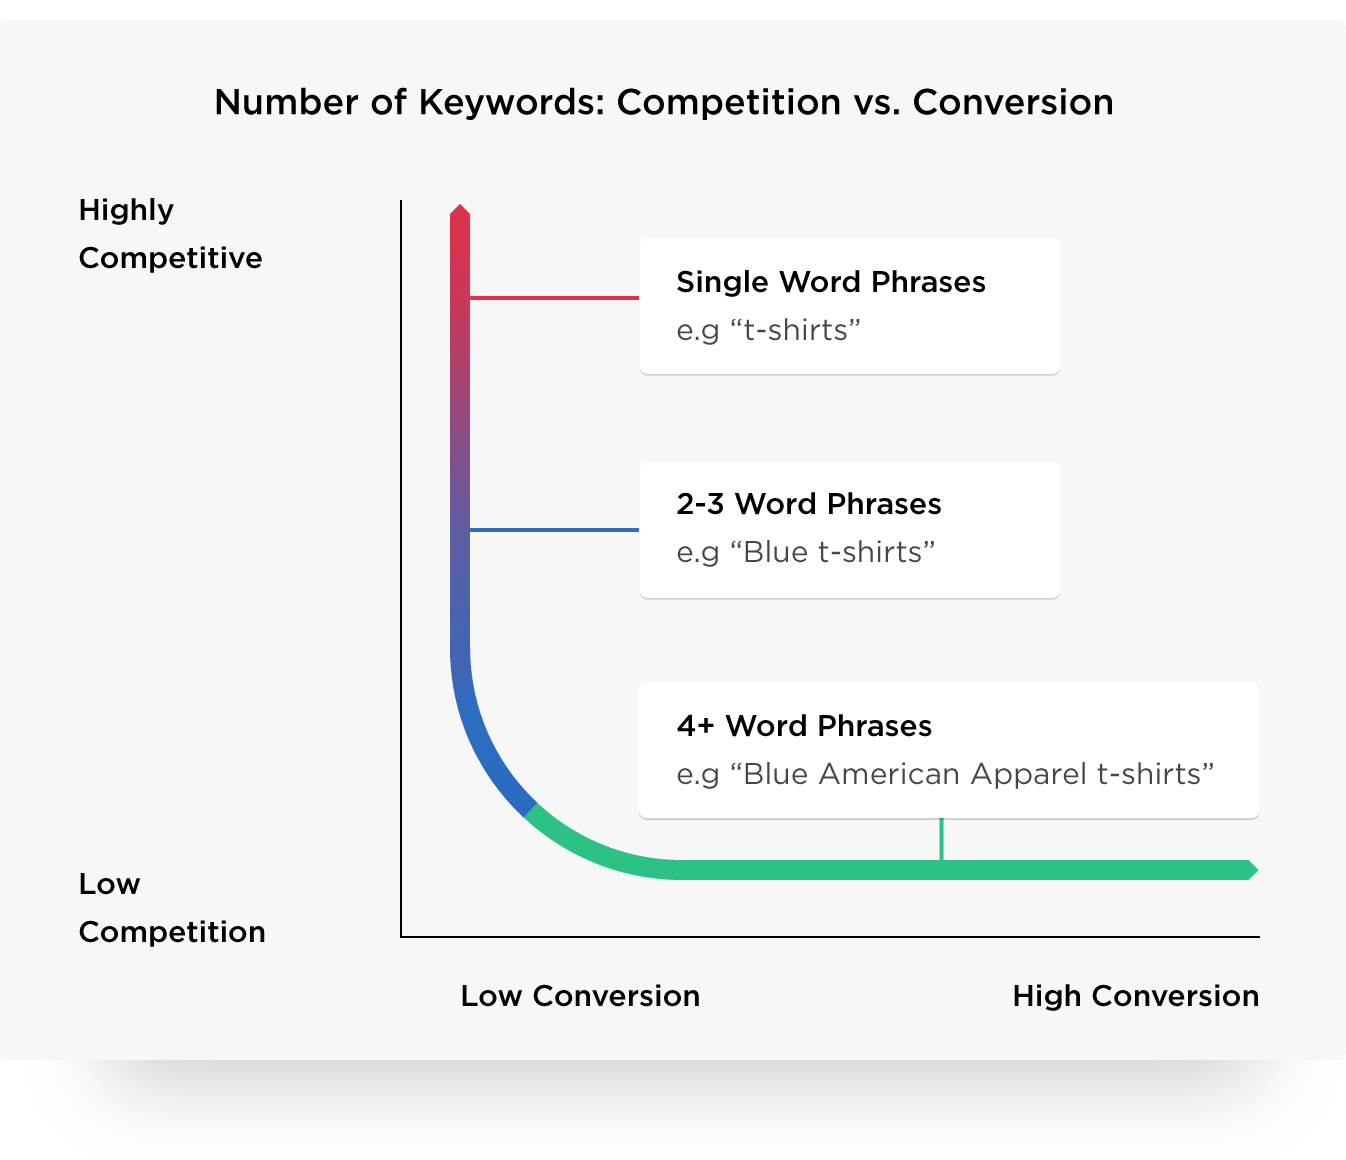 Number of Keywords: Competition vs. Conversion
Highly
Competitive
Single Word Phrases
e.g “t-shirts”
2-3 Word Phrases
e.g “Blue t-shirts”
4+ Word Phrases
e.g “Blue American Apparel t-shirts”
Low
Competition
Low Conversion
High Conversion